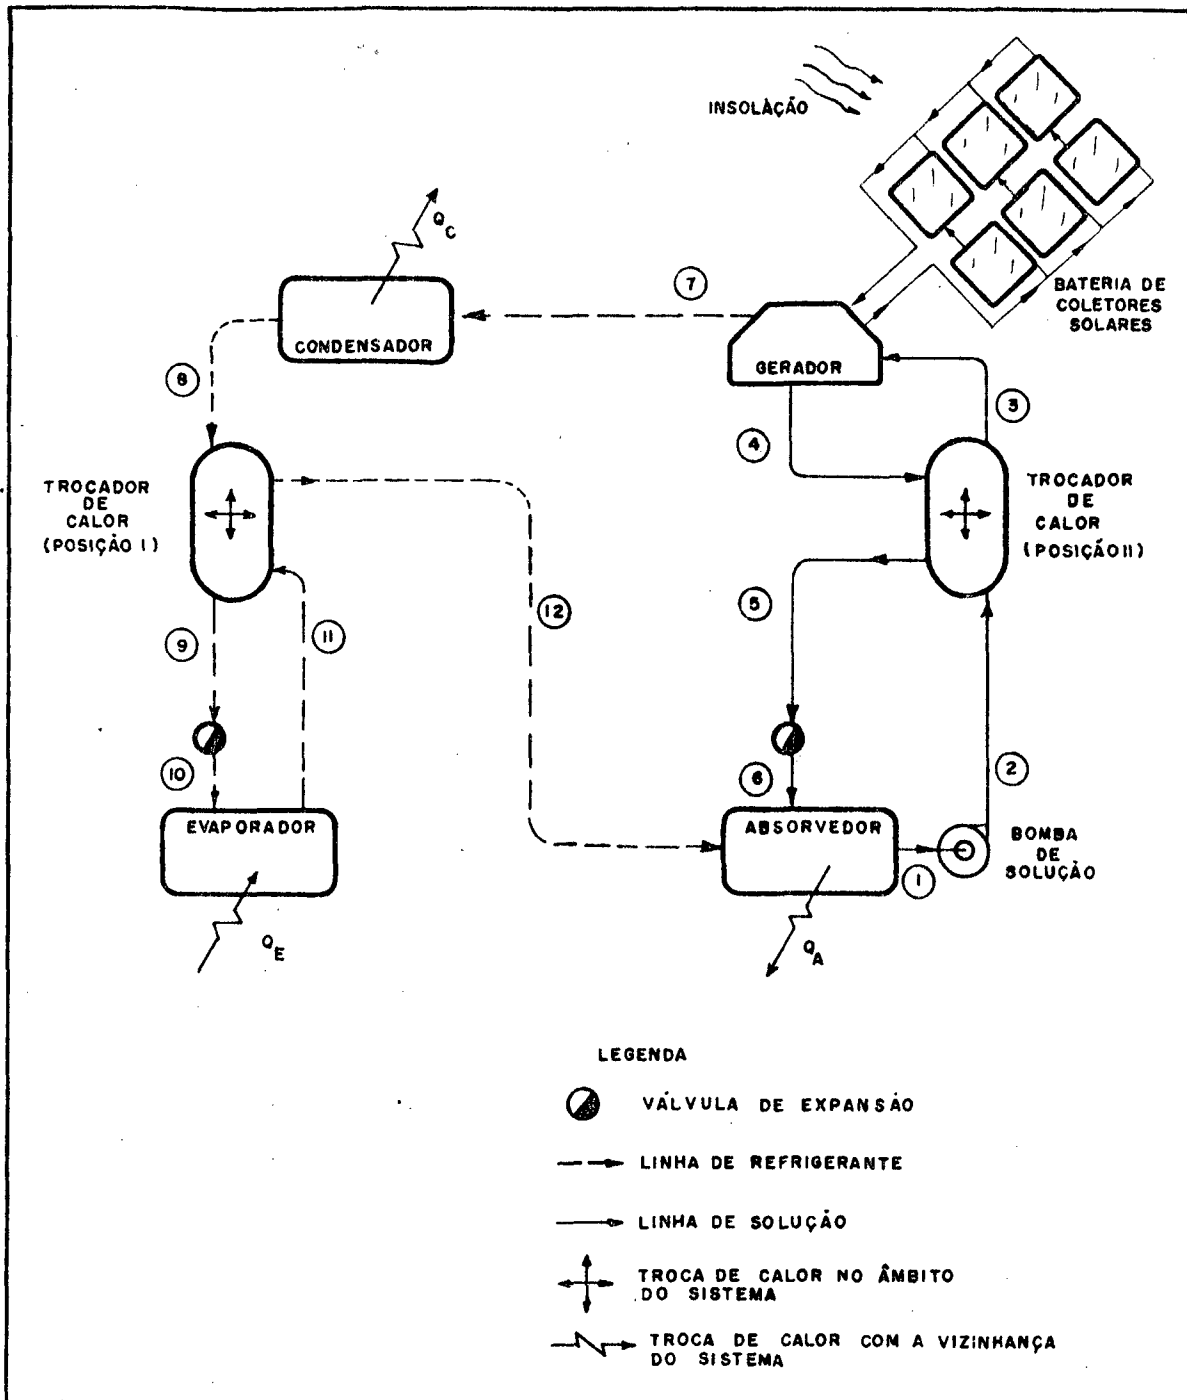 INSOLAÇÃO
BATERIA DE
COLETORES
SOLARES
Q_C
7
CONDENSADOR
GERADOR
8
3
4
TROCADOR
DE
CALOR
(POSIÇÃO I)
TROCADOR
DE
CALOR
(POSIÇÃO II)
5
12
9
11
10
6
2
EVAPORADOR
ABSORVEDOR
BOMBA
DE
SOLUÇÃO
1
Q_E
Q_A
LEGENDA
VÁLVULA DE EXPANSÃO
LINHA DE REFRIGERANTE
LINHA DE SOLUÇÃO
TROCA DE CALOR NO ÂMBITO
DO SISTEMA
TROCA DE CALOR COM A VIZINHANÇA
DO SISTEMA